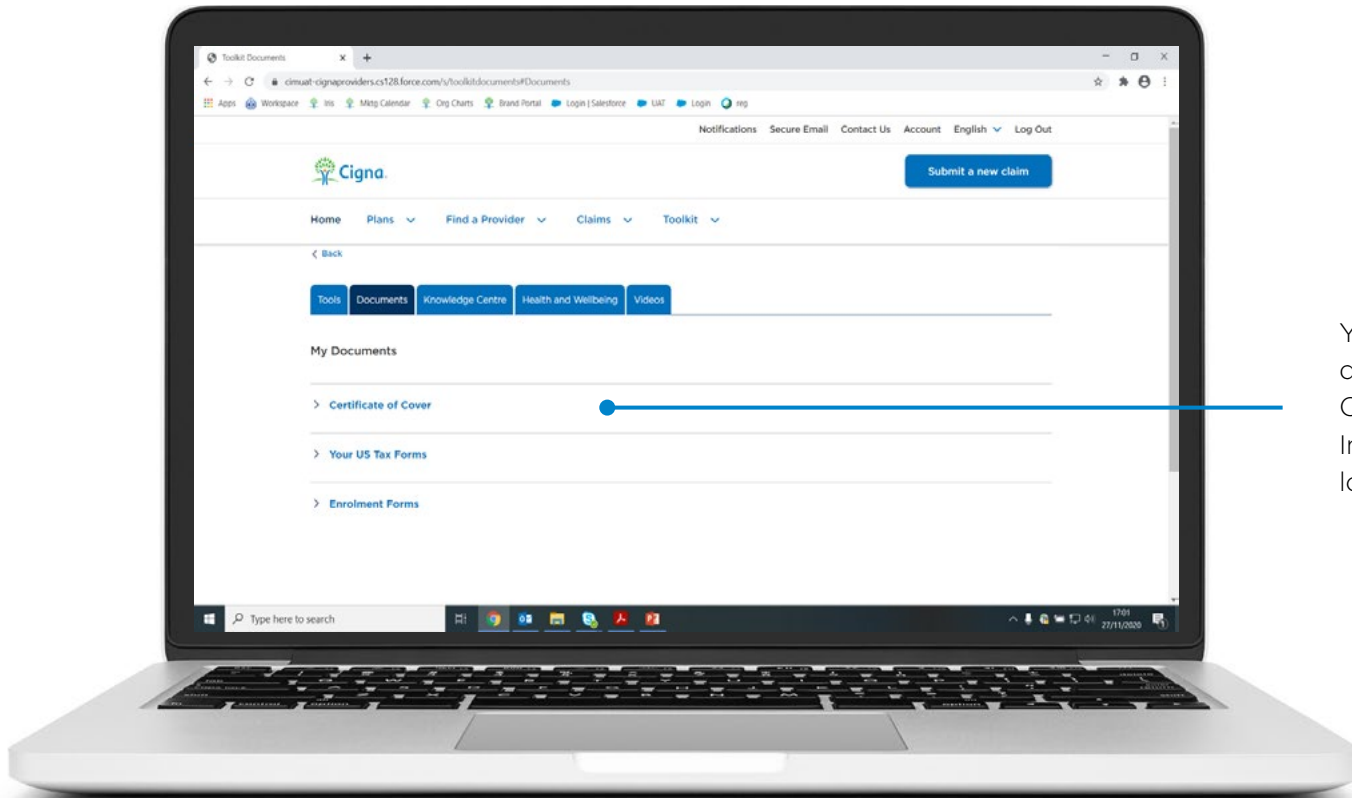 Toolkit Documents
cimuat-cignaproviders.cs128.force.com/s/toolkitdocuments#Documents
Apps Workspace Iris Mktg Calendar Org Charts Brand Portal Login | Salesforce UAT Login reg
Notifications Secure Email Contact Us Account English Log Out
Cigna.
Submit a new claim
Home Plans Find a Provider Claims Toolkit
Back
Tools Documents Knowledge Centre Health and Wellbeing Videos
My Documents
Certificate of Cover
Your US Tax Forms
Enrolment Forms
Type here to search
17:01
27/11/2020